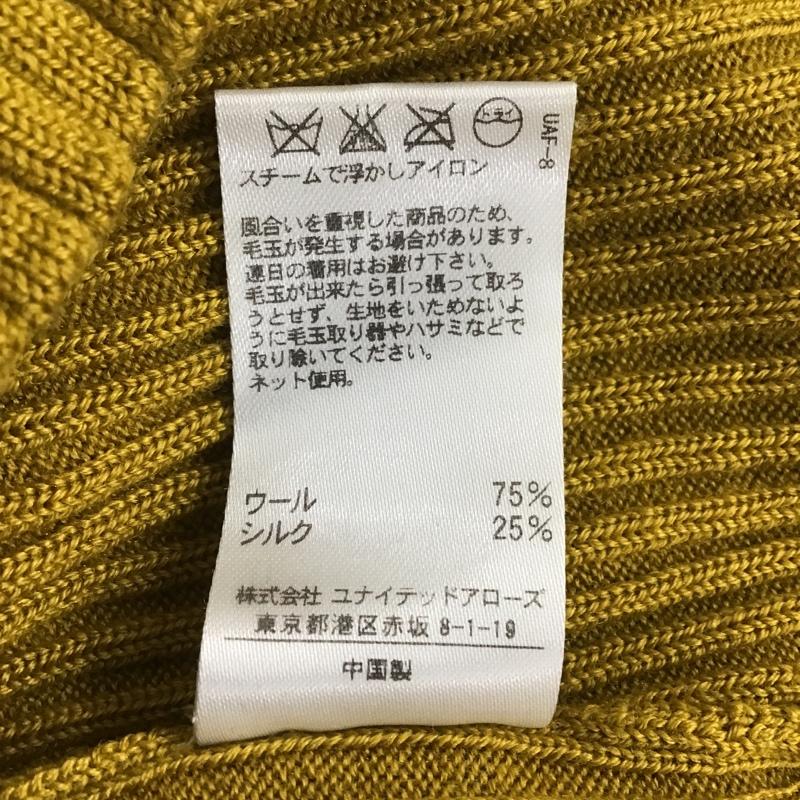 ドライ
UAF-8
スチームで浮かしアイロン
風合いを重視した商品のため、
毛玉が発生する場合があります。
連日の着用はお避け下さい。
毛玉が出来たら引っ張って取ろ
うとせず、生地をいためないよ
うに毛玉取り器やハサミなどで
取り除いてください。
ネット使用。
ウール 75%
シルク 25%
株式会社 ユナイテッドアローズ
東京都港区赤坂 8-1-19
中国製